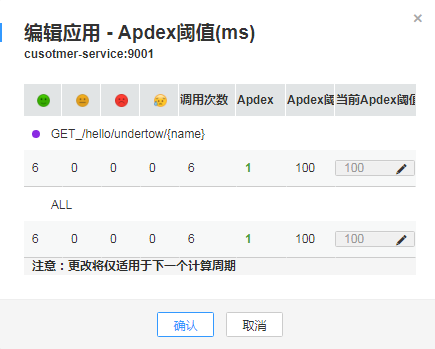 ×
编辑应用 - Apdex阈值(ms)
cusotmer-service:9001
调用次数 Apdex Apdex阈 当前Apdex阈值
GET_/hello/undertow/{name}
6 0 0 0 6 1 100 100
ALL
6 0 0 0 6 1 100 100
注意：更改将仅适用于下一个计算周期
确认 取消